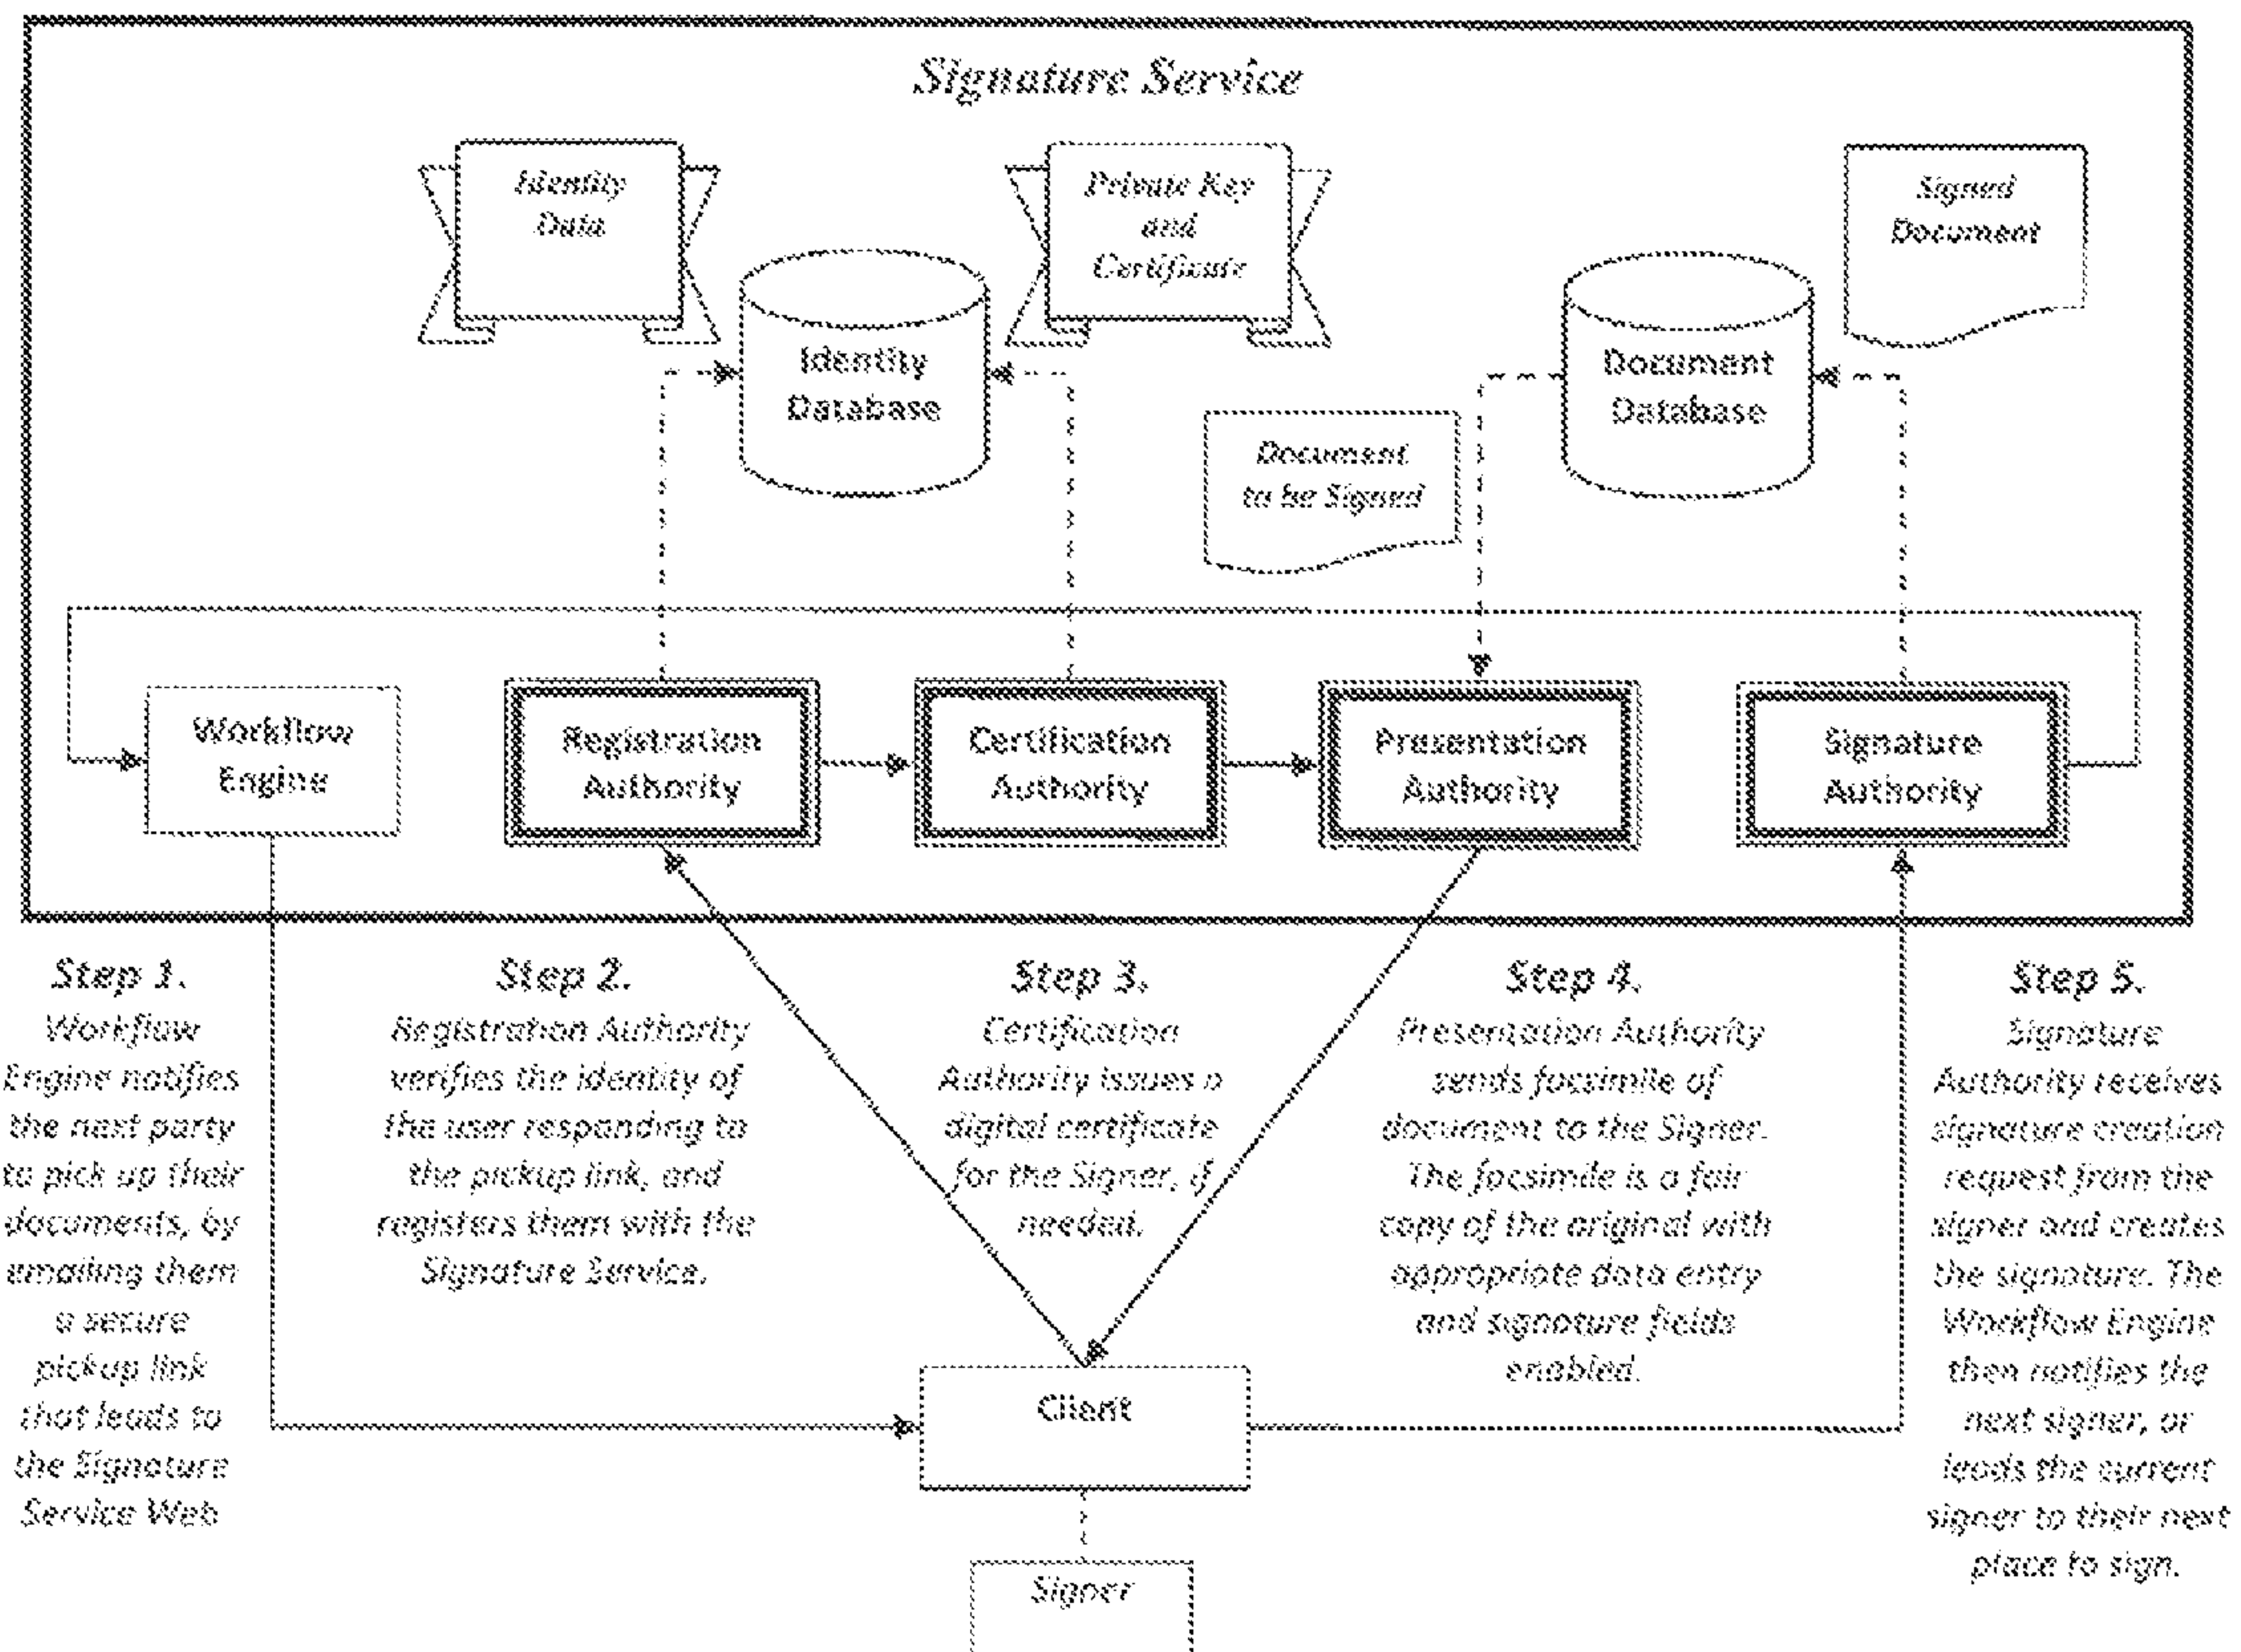 Signature Service
Identity
Data
Private Key
and
Certificate
Signed
Document
Identity
Database
Document
Database
Document
to be Signed
Workflow
Engine
Registration
Authority
Certification
Authority
Presentation
Authority
Signature
Authority
Step 1.
Workflow
Engine notifies
the next party
to pick up their
documents, by
emailing them
a secure
pickup link
that leads to
the Signature
Service Web
Step 2.
Registration Authority
verifies the identity of
the user responding to
the pickup link, and
registers them with the
Signature Service.
Step 3.
Certification
Authority issues a
digital certificate
for the Signer, if
needed.
Step 4.
Presentation Authority
sends facsimile of
document to the Signer.
The facsimile is a fair
copy of the original with
appropriate data entry
and signature fields
enabled.
Step 5.
Signature
Authority receives
signature creation
request from the
signer and creates
the signature. The
Workflow Engine
then notifies the
next signer, or
leads the current
signer to their next
place to sign.
Client
Signer